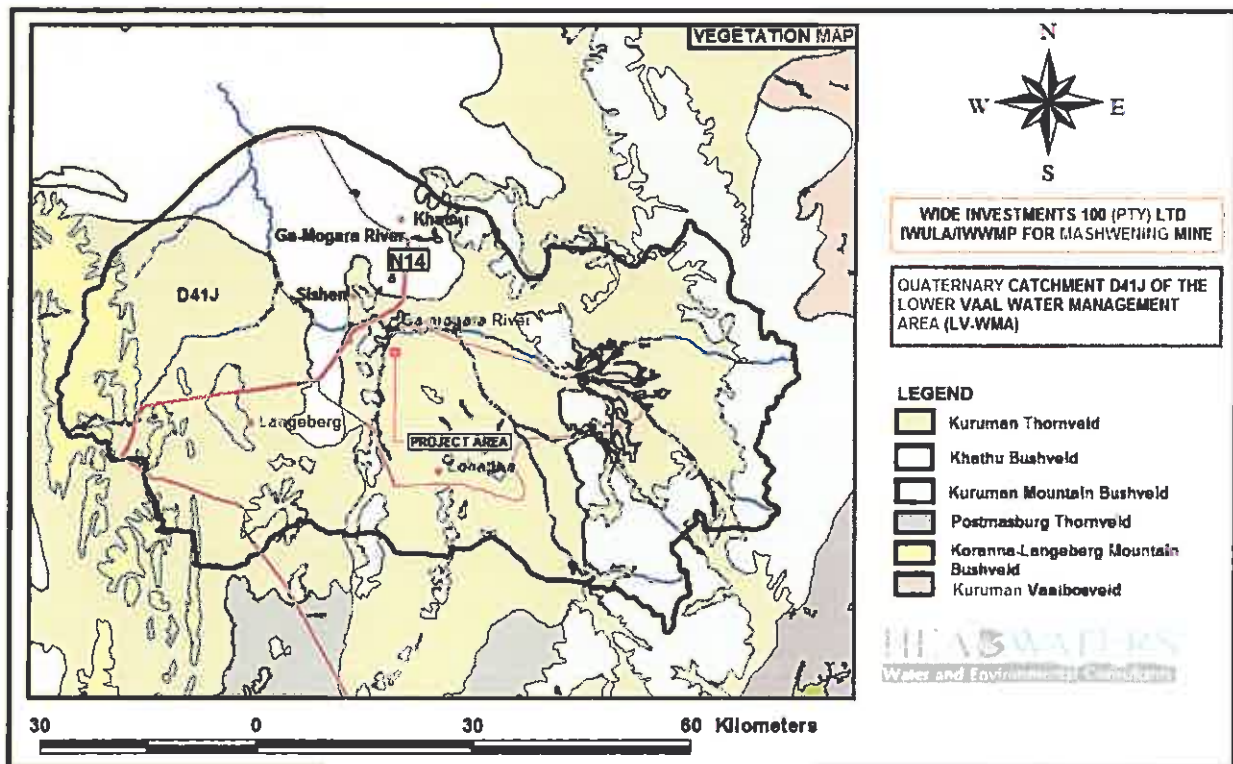 VEGETATION MAP
N
W
E
S
Khathu
Ga-Mogara River
N14
D41J
Sishen
Ga-mogara River
Langeberg
PROJECT AREA
WIDE INVESTMENTS 100 (PTY) LTD
IWULA/IWWMP FOR MASHWENING MINE
QUATERNARY CATCHMENT D41J OF THE
LOWER VAAL WATER MANAGEMENT
AREA (LV-WMA)
LEGEND
Kuruman Thornveld
Khathu Bushveld
Kuruman Mountain Bushveld
Postmasburg Thornveld
Koranna-Langeberg Mountain
Bushveld
Kuruman Vaalbosveld
HEADWATERS
Water and Environmental Consultants
30 0 30 60 Kilometers